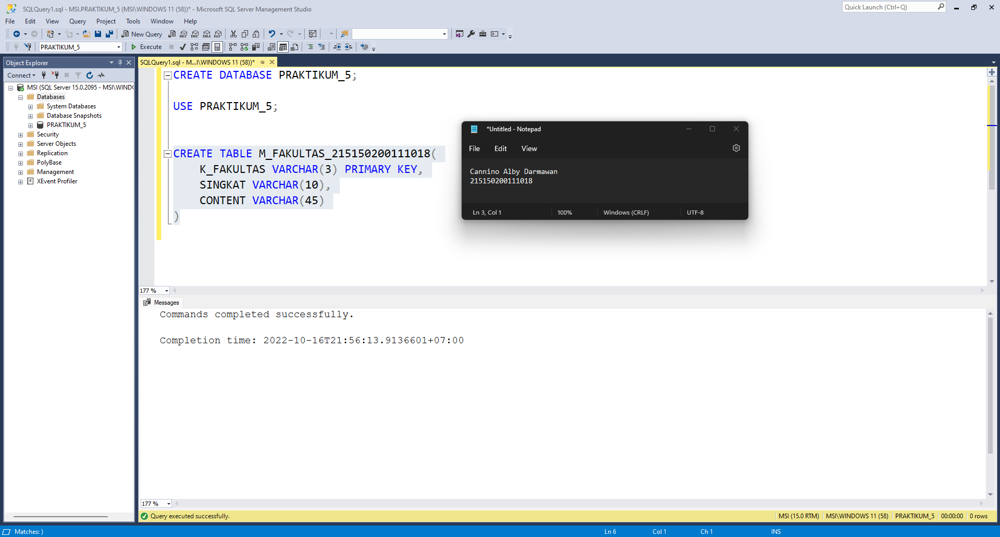 SQLQuery1.sql - MSI.PRAKTIKUM_5 (MSI\WINDOWS 11 (58))* - Microsoft SQL Server Management Studio
Quick Launch (Ctrl+Q)
File Edit View Query Project Tools Window Help
New Query
PRAKTIKUM_5 Execute
Object Explorer
Connect
MSI (SQL Server 15.0.2095 - MSI\WIND
Databases
System Databases
Database Snapshots
PRAKTIKUM_5
Security
Server Objects
Replication
PolyBase
Management
XEvent Profiler
SQLQuery1.sql - M...I\WINDOWS 11 (58))*
CREATE DATABASE PRAKTIKUM_5;
USE PRAKTIKUM_5;
CREATE TABLE M_FAKULTAS_215150200111018(
K_FAKULTAS VARCHAR(3) PRIMARY KEY,
SINGKAT VARCHAR(10),
CONTENT VARCHAR(45)
)
*Untitled - Notepad
File Edit View
Cannino Alby Darmawan
215150200111018
Ln 3, Col 1 100% Windows (CRLF) UTF-8
177 %
Messages
Commands completed successfully.
Completion time: 2022-10-16T21:56:13.9136601+07:00
177 %
Query executed successfully. MSI (15.0 RTM) MSI\WINDOWS 11 (58) PRAKTIKUM_5 00:00:00 0 rows
Matches: ) Ln 6 Col 1 Ch 1 INS